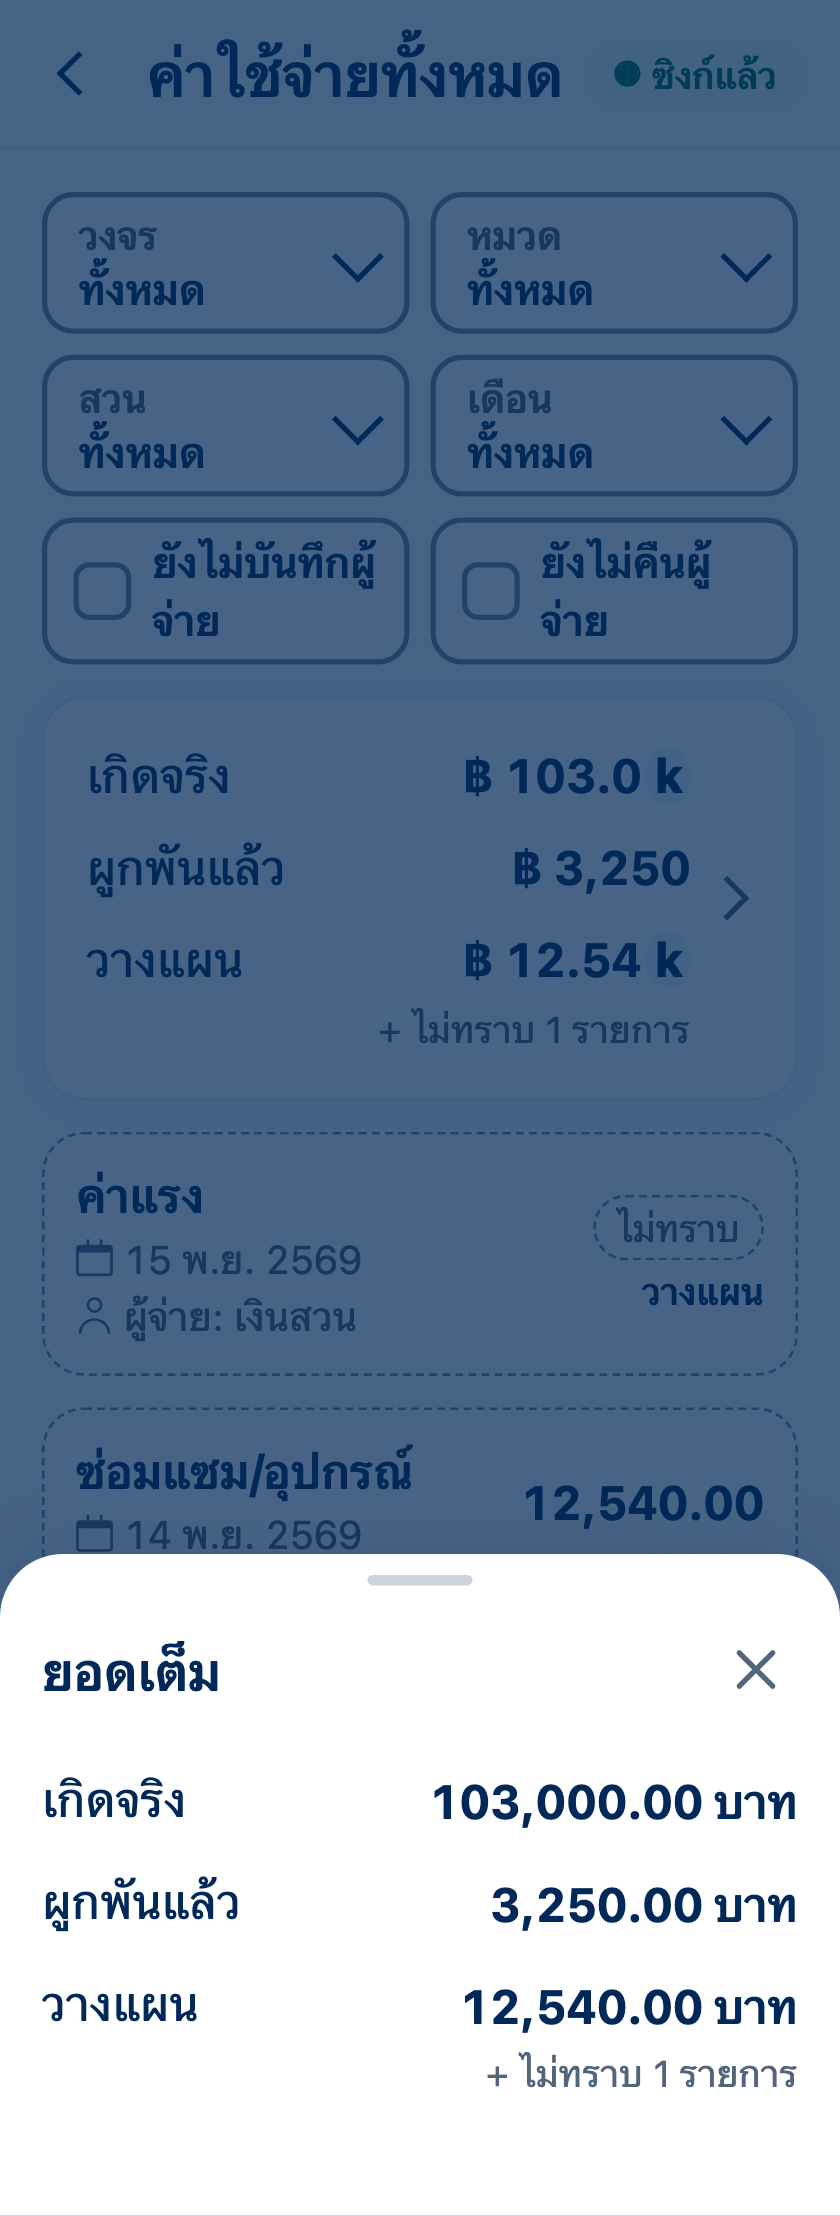 ค่าใช้จ่ายทั้งหมด
ซิงก์แล้ว
วงจร
ทั้งหมด
หมวด
ทั้งหมด
สวน
ทั้งหมด
เดือน
ทั้งหมด
ยังไม่บันทึกผู้
จ่าย
ยังไม่คืนผู้
จ่าย
เกิดจริง ฿ 103.0 k
ผูกพันแล้ว ฿ 3,250
วางแผน ฿ 12.54 k
+ ไม่ทราบ 1 รายการ
ค่าแรง
15 พ.ย. 2569
ผู้จ่าย: เงินสวน
ไม่ทราบ
วางแผน
ซ่อมแซม/อุปกรณ์
14 พ.ย. 2569
12,540.00
ยอดเต็ม
เกิดจริง 103,000.00 บาท
ผูกพันแล้ว 3,250.00 บาท
วางแผน 12,540.00 บาท
+ ไม่ทราบ 1 รายการ